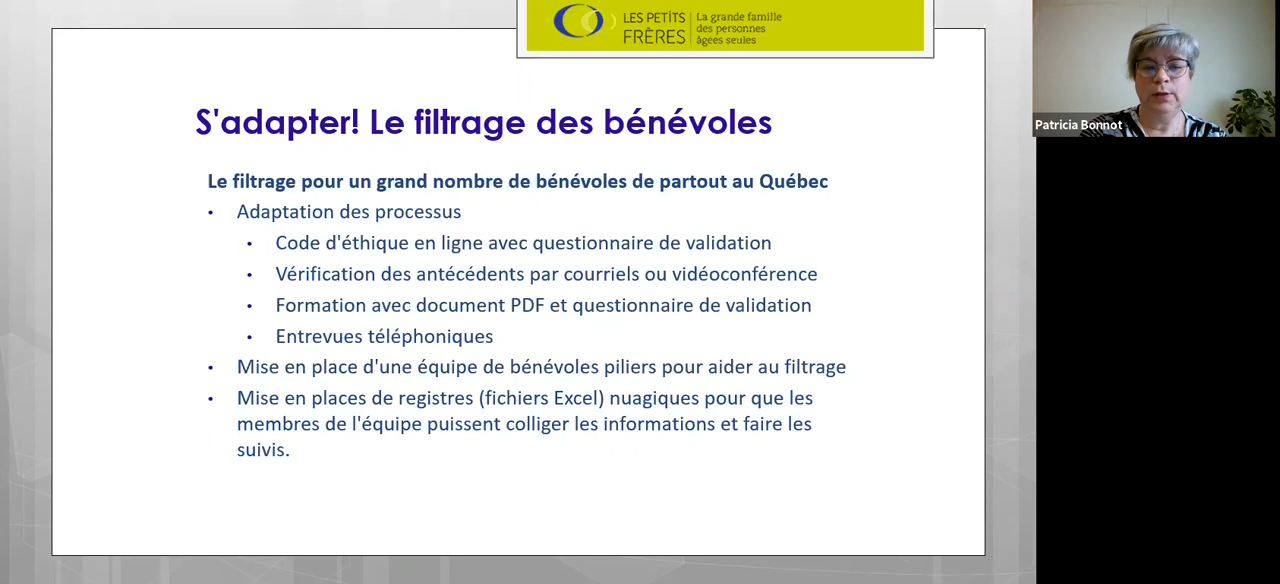 LES PETITS
FRÈRES
La grande famille
des personnes
âgées seules
S'adapter! Le filtrage des bénévoles
Le filtrage pour un grand nombre de bénévoles de partout au Québec
• Adaptation des processus
• Code d'éthique en ligne avec questionnaire de validation
• Vérification des antécédents par courriels ou vidéoconférence
• Formation avec document PDF et questionnaire de validation
• Entrevues téléphoniques
• Mise en place d'une équipe de bénévoles piliers pour aider au filtrage
• Mise en places de registres (fichiers Excel) nuagiques pour que les
membres de l'équipe puissent colliger les informations et faire les
suivis.
Patricia Bonnot